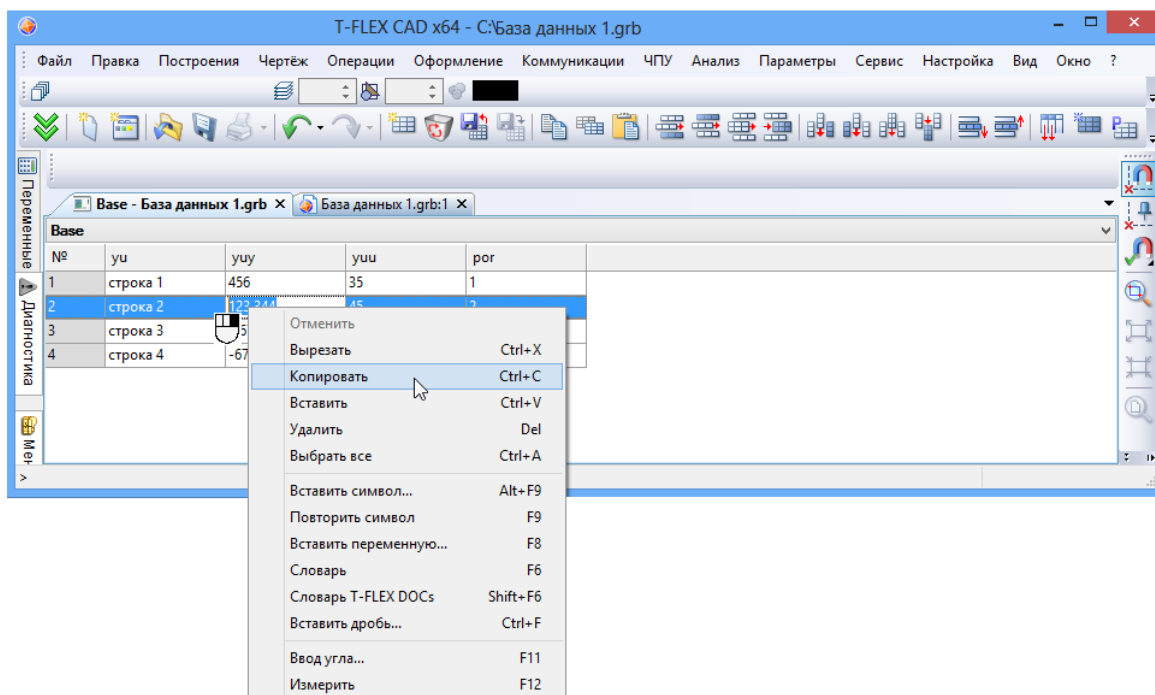 T-FLEX CAD x64 - C:\База данных 1.grb
Файл Правка Построения Чертёж Операции Оформление Коммуникации ЧПУ Анализ Параметры Сервис Настройка Вид Окно ?
Переменные
Диагностика
Base - База данных 1.grb База данных 1.grb:1
Base
№ yu yuy yuu por
1 строка 1 456 35 1
2 строка 2 123.344 45 2
3 строка 3
4 строка 4 -67
>
Отменить
Вырезать Ctrl+X
Копировать Ctrl+C
Вставить Ctrl+V
Удалить Del
Выбрать все Ctrl+A
Вставить символ... Alt+F9
Повторить символ F9
Вставить переменную... F8
Словарь F6
Словарь T-FLEX DOCs Shift+F6
Вставить дробь... Ctrl+F
Ввод угла... F11
Измерить F12